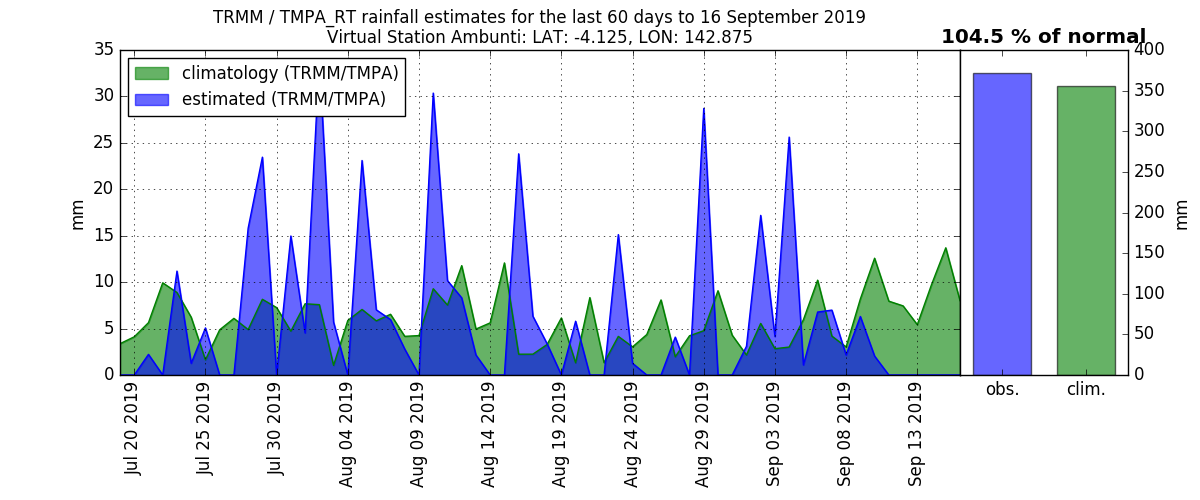 TRMM / TMPA_RT rainfall estimates for the last 60 days to 16 September 2019
Virtual Station Ambunti: LAT: -4.125, LON: 142.875
104.5 % of normal
climatology (TRMM/TMPA)
estimated (TRMM/TMPA)
35
30
25
20
15
10
5
0
mm
Jul 20 2019
Jul 25 2019
Jul 30 2019
Aug 04 2019
Aug 09 2019
Aug 14 2019
Aug 19 2019
Aug 24 2019
Aug 29 2019
Sep 03 2019
Sep 08 2019
Sep 13 2019
obs.
clim.
400
350
300
250
200
150
100
50
0
mm